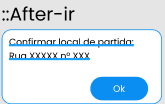 ::After-ir
Confirmar local de partida:
Rua XXXXX nº XXX
Ok